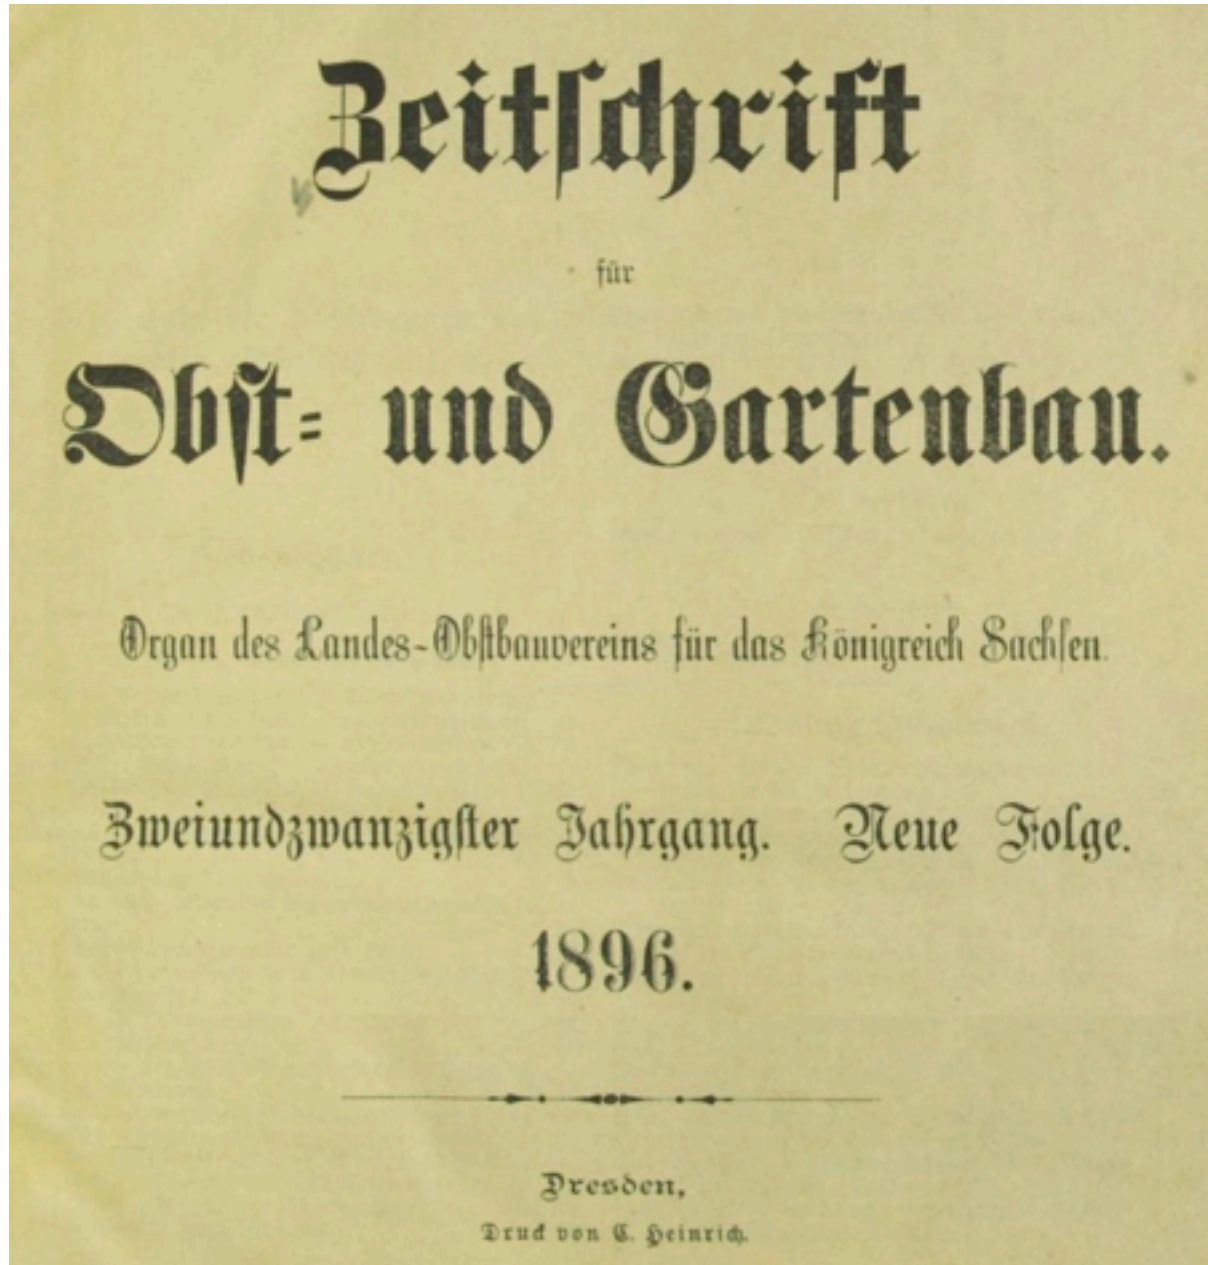 Zeitſchrift
für
Obſt- und Gartenbau.
Organ des Landes-Obſtbauvereins für das Königreich Sachſen.
Zweiundzwanzigſter Jahrgang. Neue Folge.
1896.
Dresden,
Druck von C. Heinrich.